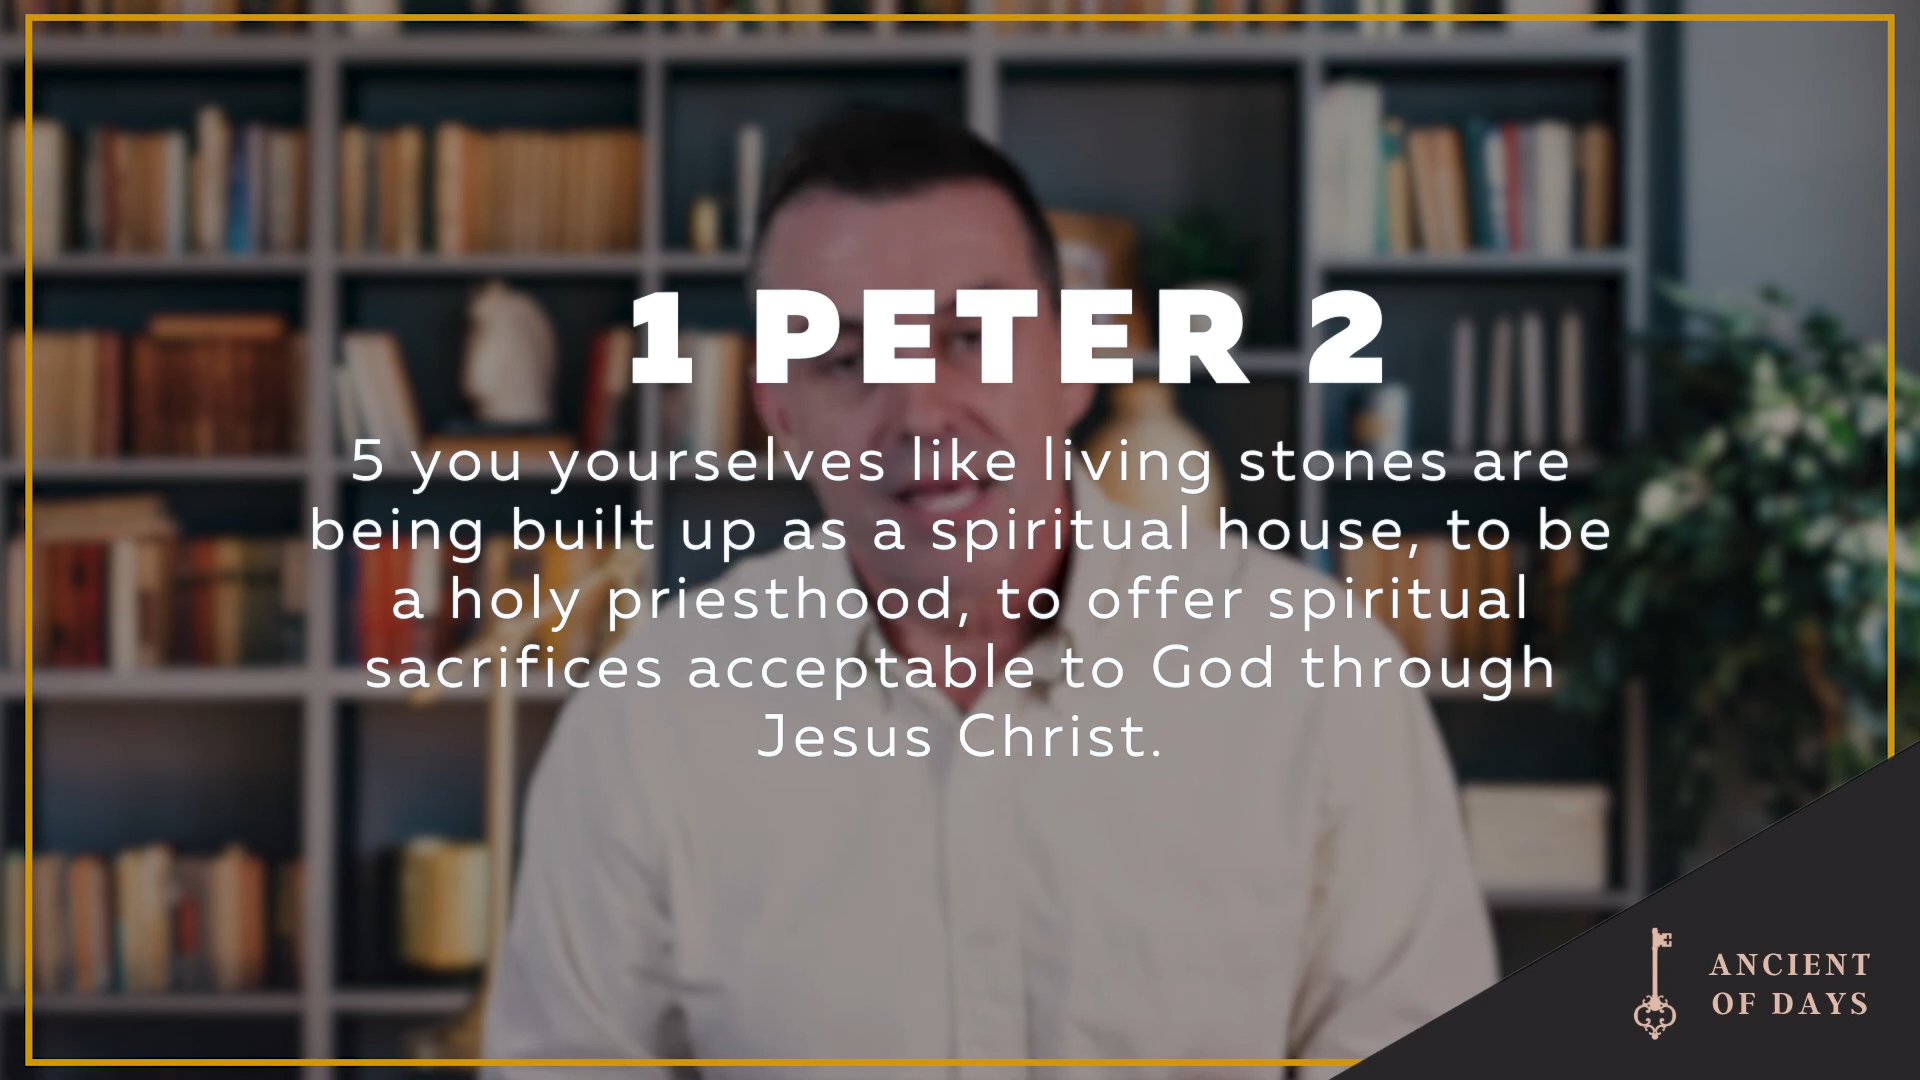 1 PETER 2
5 you yourselves like living stones are
being built up as a spiritual house, to be
a holy priesthood, to offer spiritual
sacrifices acceptable to God through
Jesus Christ.
ANCIENT
OF DAYS